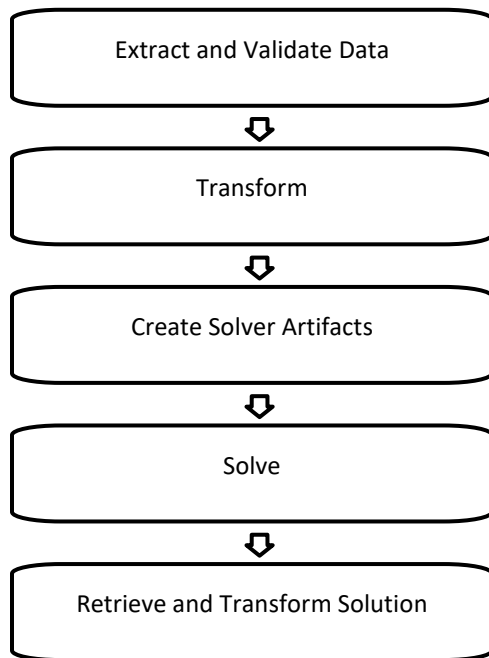 Extract and Validate Data
Transform
Create Solver Artifacts
Solve
Retrieve and Transform Solution